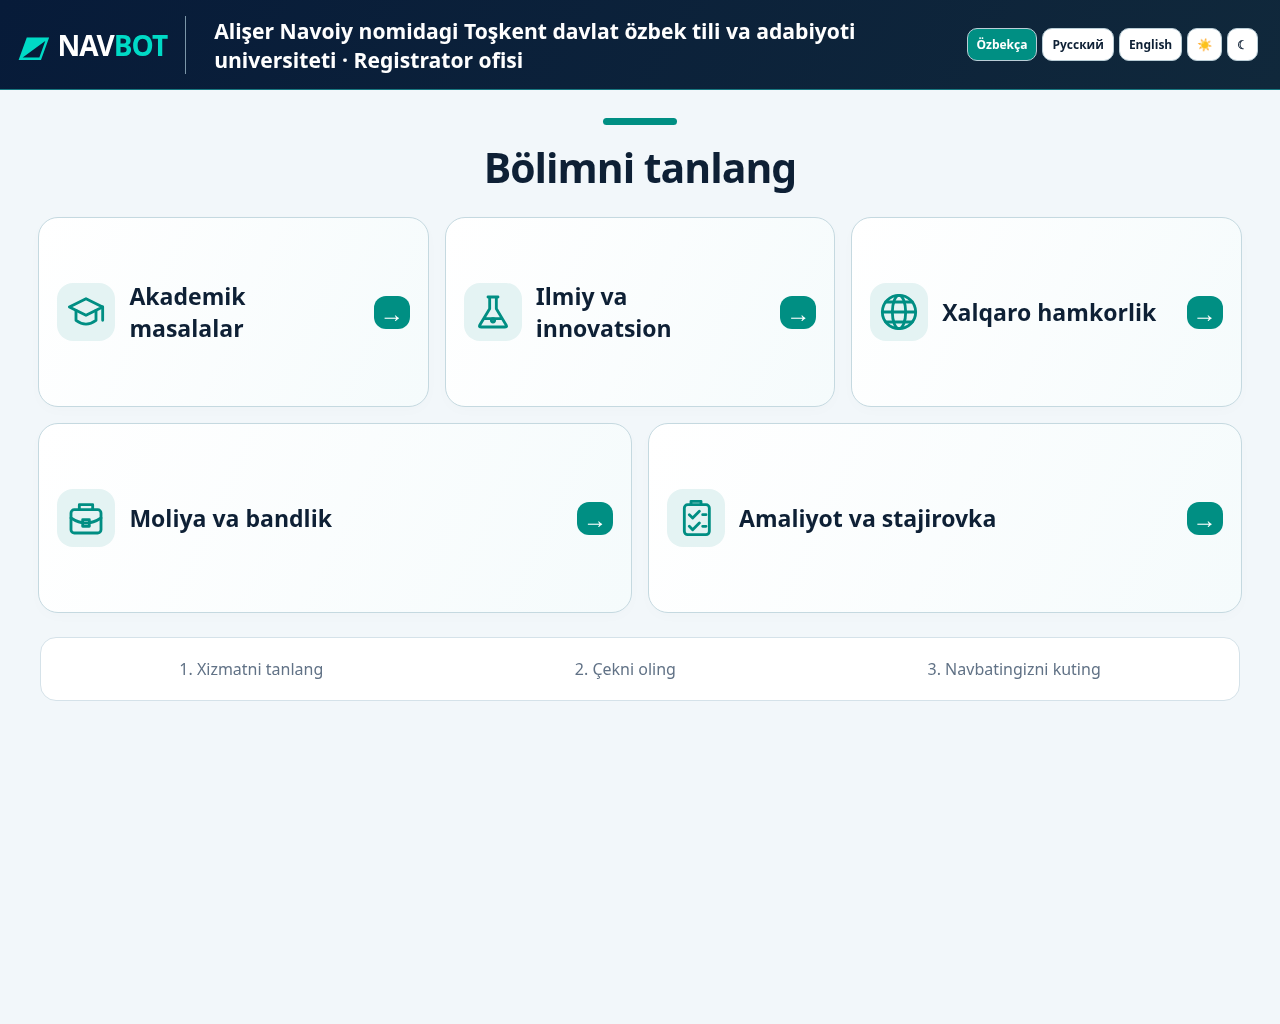 NAVBOT
Alişer Navoiy nomidagi Toşkent davlat özbek tili va adabiyoti
universiteti · Registrator ofisi
Özbekça
Русский
English
Bölimni tanlang
Akademik
masalalar
→
Ilmiy va
innovatsion
→
Xalqaro hamkorlik
→
Moliya va bandlik
→
Amaliyot va stajirovka
→
1. Xizmatni tanlang
2. Çekni oling
3. Navbatingizni kuting